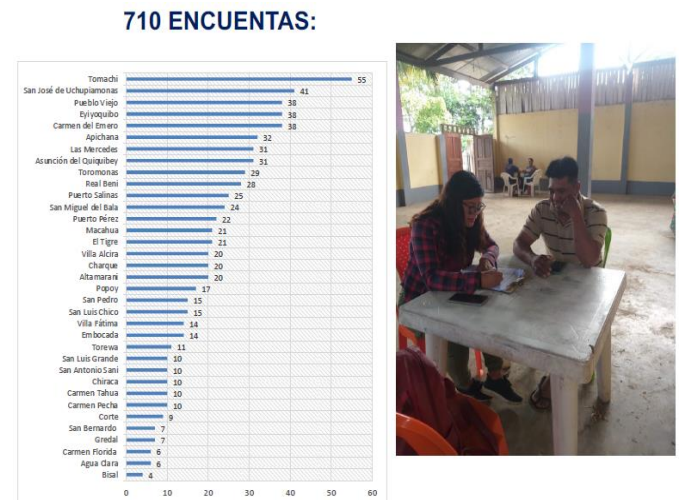 710 ENCUENTAS:
Tomachi 55
San José de Uchupiamonas 41
Pueblo Viejo 38
Eyiyoquibo 38
Carmen del Emero 38
Apichana 32
Las Mercedes 31
Asunción del Quiquibey 31
Toromonas 29
Real Beni 28
Puerto Salinas 25
San Miguel del Bala 24
Puerto Pérez 22
Macahua 21
El Tigre 21
Villa Alcira 20
Charque 20
Altamarani 20
Popoy 17
San Pedro 15
San Luis Chico 15
Villa Fátima 14
Embocada 14
Torewa 11
San Luis Grande 10
San Antonio Sani 10
Chiraca 10
Carmen Tahua 10
Carmen Pecha 10
Corte 9
San Bernardo 7
Gredal 7
Carmen Florida 6
Agua Clara 6
Bisal 4
0 10 20 30 40 50 60